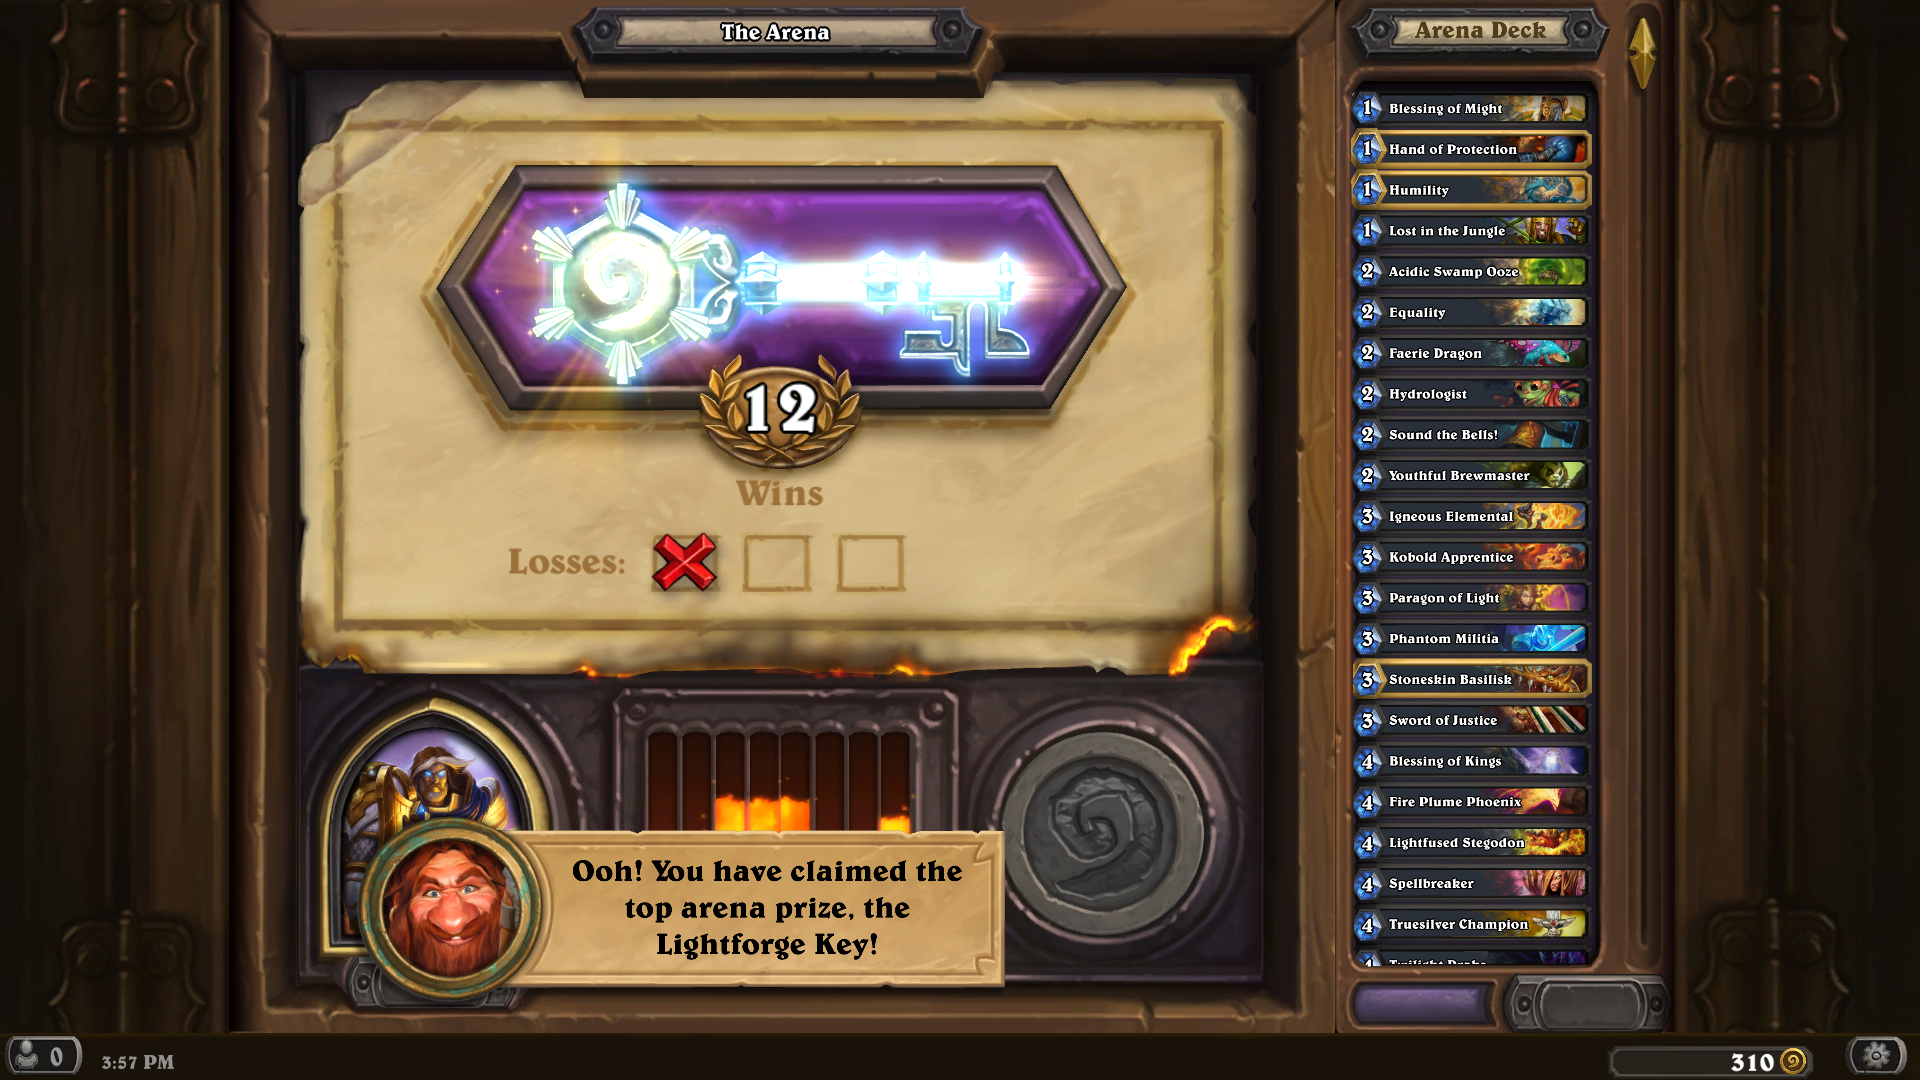 The Arena
12
Wins
Losses:
Ooh! You have claimed the
top arena prize, the
Lightforge Key!
Arena Deck
1 Blessing of Might
1 Hand of Protection
1 Humility
1 Lost in the Jungle
2 Acidic Swamp Ooze
2 Equality
2 Faerie Dragon
2 Hydrologist
2 Sound the Bells!
2 Youthful Brewmaster
3 Igneous Elemental
3 Kobold Apprentice
3 Paragon of Light
3 Phantom Militia
3 Stoneskin Basilisk
3 Sword of Justice
4 Blessing of Kings
4 Fire Plume Phoenix
4 Lightfused Stegodon
4 Spellbreaker
4 Truesilver Champion
0
3:57 PM
310